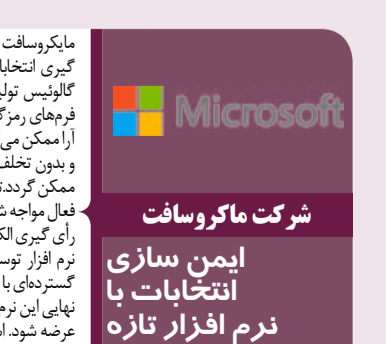 Microsoft
شرکت ماکروسافت
ایمن سازی
انتخابات با
نرم افزار تازه
مایکروسافت
گیری انتخابا
گالوئیس تولی
فرم‌های رمزگ
آرا ممکن می
و بدون تخلف
ممکن گردد.ت
فعال مواجه ش
رأی گیری الک
نرم افزار توس
گسترده‌ای با
نهایی این نرم
عرضه شود. اس